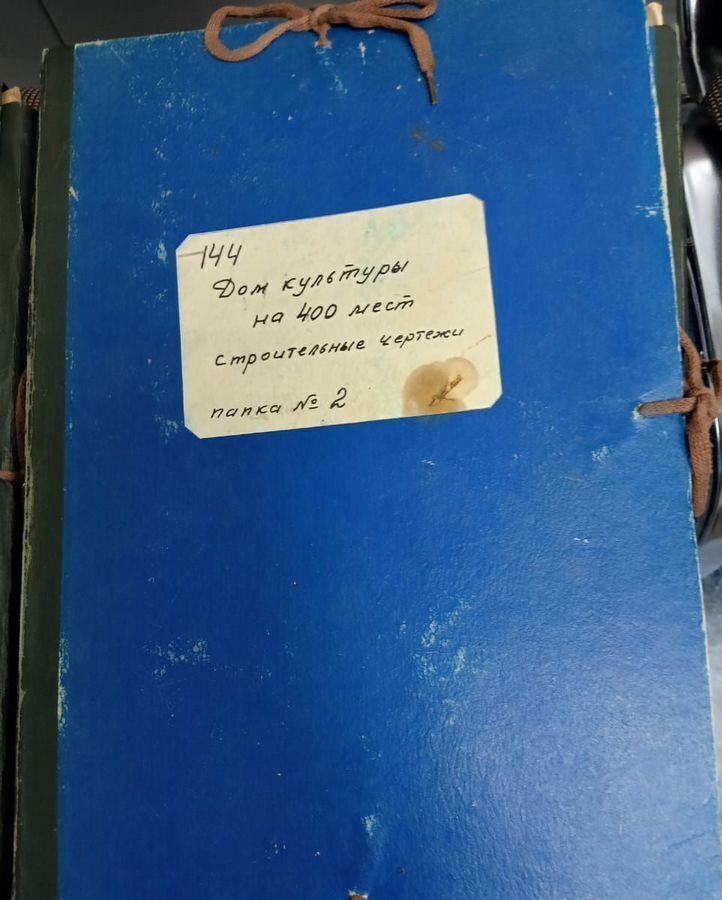 144
Дом культуры
на 400 мест
строительные чертежи
папка № 2